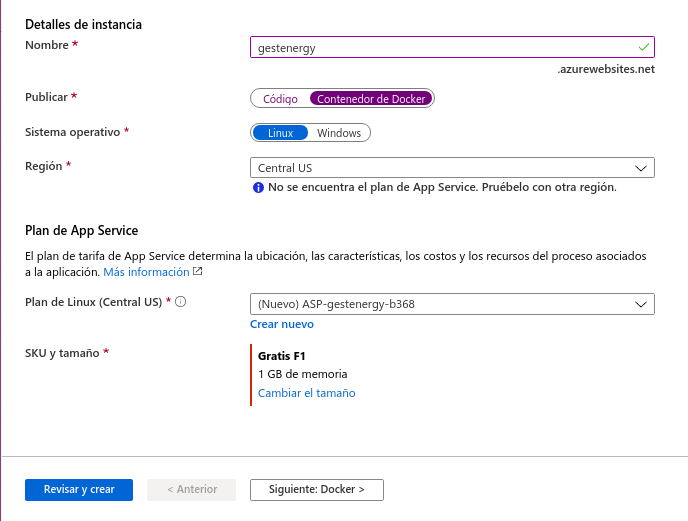 Detalles de instancia
Nombre *
gestenergy
.azurewebsites.net
Publicar *
Código
Contenedor de Docker
Sistema operativo *
Linux
Windows
Región *
Central US
No se encuentra el plan de App Service. Pruébelo con otra región.
Plan de App Service
El plan de tarifa de App Service determina la ubicación, las características, los costos y los recursos del proceso asociados
a la aplicación. Más información
Plan de Linux (Central US) *
(Nuevo) ASP-gestenergy-b368
Crear nuevo
SKU y tamaño *
Gratis F1
1 GB de memoria
Cambiar el tamaño
Revisar y crear
< Anterior
Siguiente: Docker >